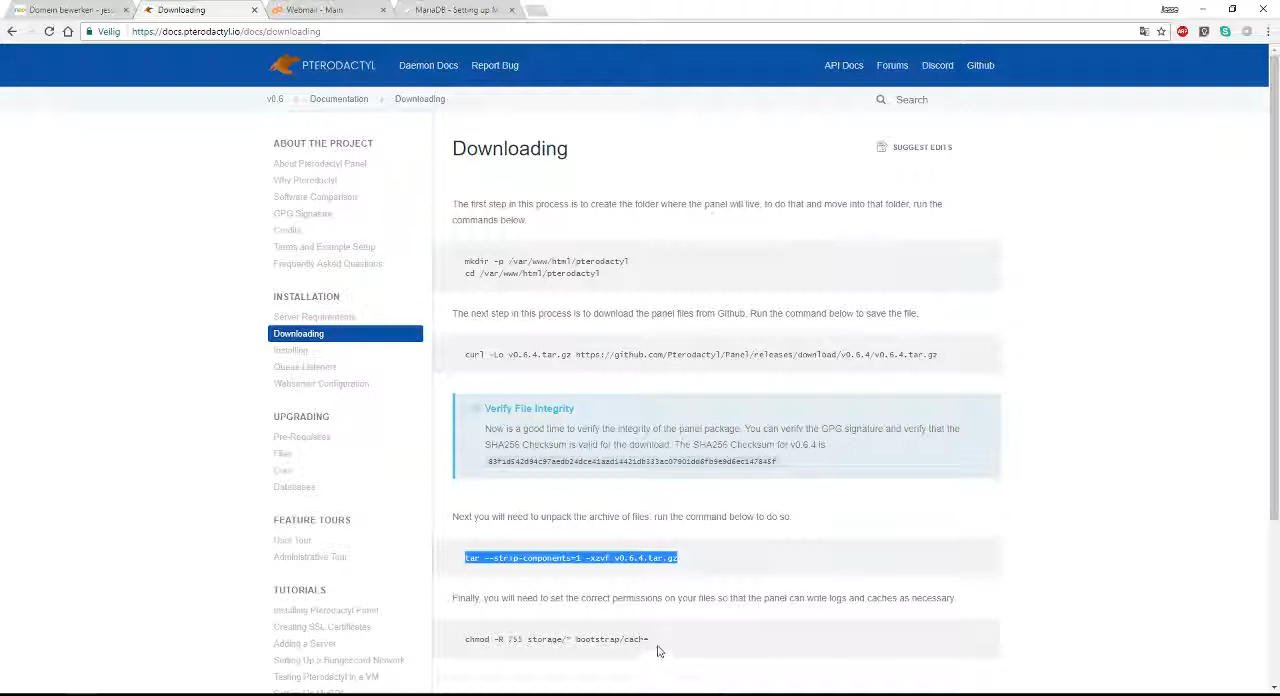 Domein bewerken - jess
Downloading
Webmail - Main
MariaDB - Setting up M
Veilig
https://docs.pterodactyl.io/docs/downloading
PTERODACTYL
Daemon Docs
Report Bug
API Docs
Forums
Discord
Github
v0.6
Documentation
Downloading
Search
ABOUT THE PROJECT
About Pterodactyl Panel
Why Pterodactyl
Software Comparison
GPG Signature
Credits
Terms and Example Setup
Frequently Asked Questions
INSTALLATION
Server Requirements
Downloading
Installing
Queue Listeners
Webserver Configuration
UPGRADING
Pre-Requisites
Files
Databases
FEATURE TOURS
User Tour
Administrative Tour
TUTORIALS
Installing Pterodactyl Panel
Creating SSL Certificates
Adding a Server
Setting Up a Bungeecord Network
Testing Pterodactyl in a VM
Downloading
SUGGEST EDITS
The first step in this process is to create the folder where the panel will live, to do that and move into that folder, run the
commands below.
mkdir -p /var/www/html/pterodactyl
cd /var/www/html/pterodactyl
The next step in this process is to download the panel files from Github. Run the command below to save the file.
curl -Lo v0.6.4.tar.gz https://github.com/Pterodactyl/Panel/releases/download/v0.6.4/v0.6.4.tar.gz
Verify File Integrity
Now is a good time to verify the integrity of the panel package. You can verify the GPG signature and verify that the
SHA256 Checksum is valid for the download. The SHA256 Checksum for v0.6.4 is
Next you will need to unpack the archive of files, run the command below to do so.
tar --strip-components=1 -xzvf v0.6.4.tar.gz
Finally, you will need to set the correct permissions on your files so that the panel can write logs and caches as necessary.
chmod -R 755 storage/* bootstrap/cache